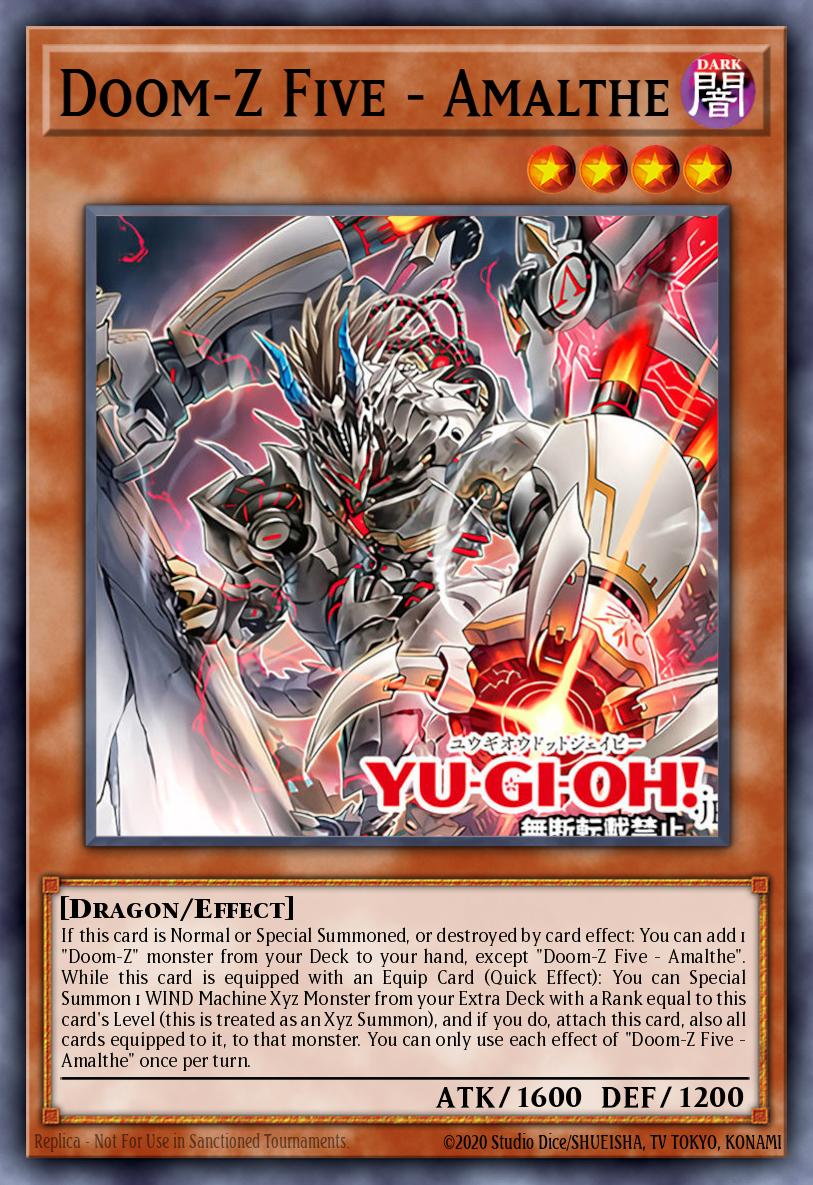 Doom-Z Five - Amalthe
DARK
闇
Λ
ユウギオウドットジェイピー
YU-GI-OH!
.jp
無断転載禁止
[Dragon/Effect]
If this card is Normal or Special Summoned, or destroyed by card effect: You can add 1
"Doom-Z" monster from your Deck to your hand, except "Doom-Z Five - Amalthe".
While this card is equipped with an Equip Card (Quick Effect): You can Special
Summon 1 WIND Machine Xyz Monster from your Extra Deck with a Rank equal to this
card's Level (this is treated as an Xyz Summon), and if you do, attach this card, also all
cards equipped to it, to that monster. You can only use each effect of "Doom-Z Five -
Amalthe" once per turn.
ATK/1600 DEF/1200
Replica - Not For Use in Sanctioned Tournaments.
©2020 Studio Dice/SHUEISHA, TV TOKYO, KONAMI